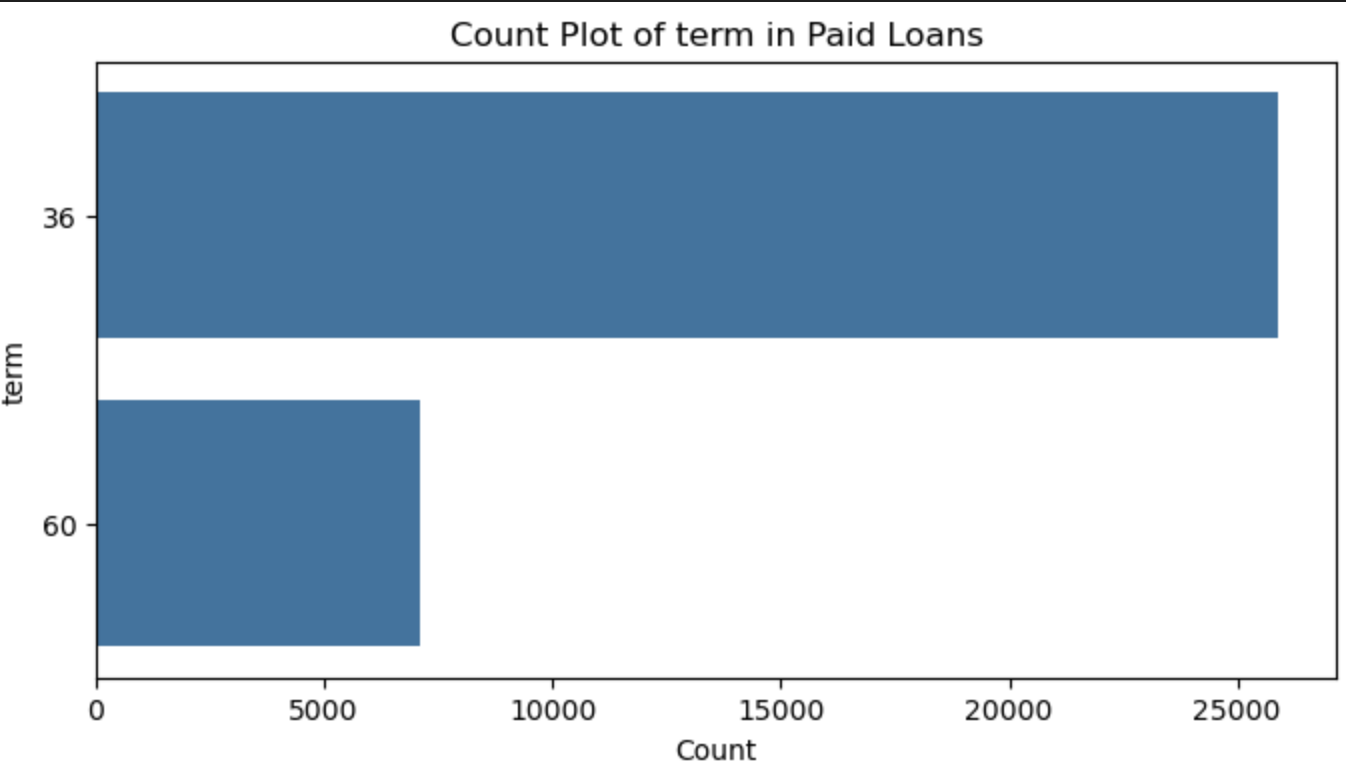 Count Plot of term in Paid Loans
36
term
60
0 5000 10000 15000 20000 25000
Count